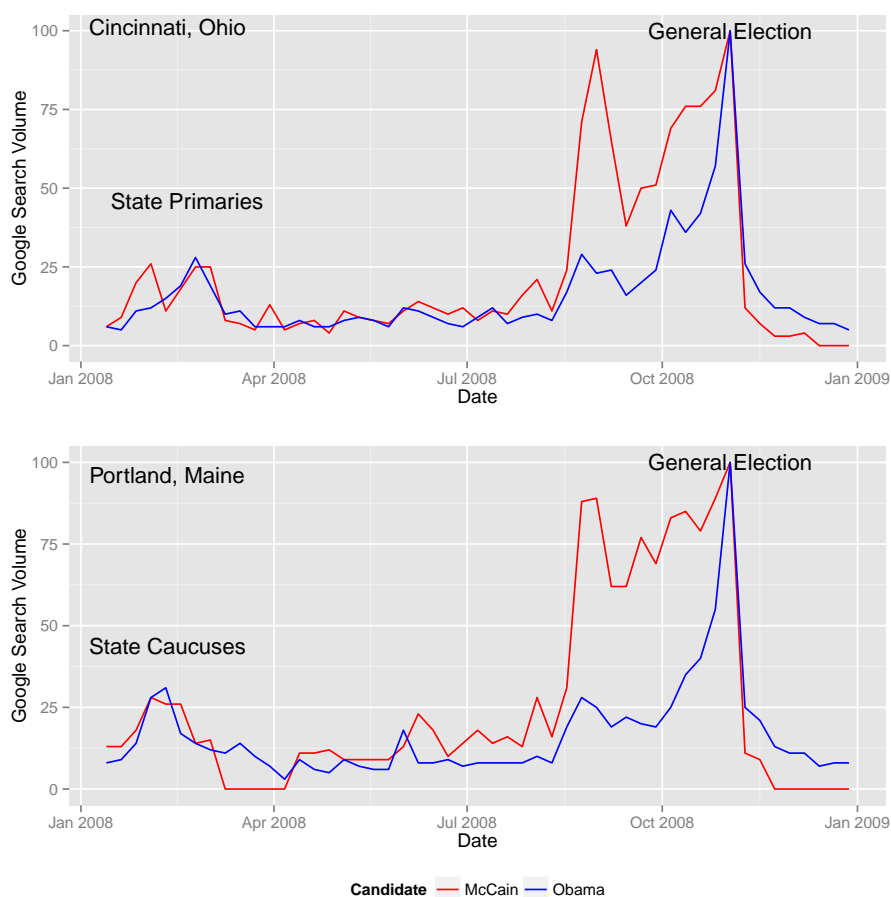 Cincinnati, Ohio
General Election
State Primaries
Google Search Volume
100
75
50
25
0
Jan 2008
Apr 2008
Jul 2008
Oct 2008
Jan 2009
Date
Portland, Maine
General Election
State Caucuses
Google Search Volume
100
75
50
25
0
Jan 2008
Apr 2008
Jul 2008
Oct 2008
Jan 2009
Date
Candidate McCain Obama